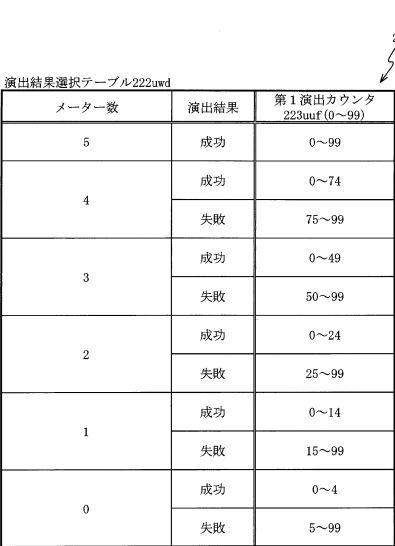 演出結果選択テーブル222uwd
メーター数 演出結果 第1演出カウンタ
223uuf(0～99)
5 成功 0～99
4 成功 0～74
失敗 75～99
3 成功 0～49
失敗 50～99
2 成功 0～24
失敗 25～99
1 成功 0～14
失敗 15～99
0 成功 0～4
失敗 5～99